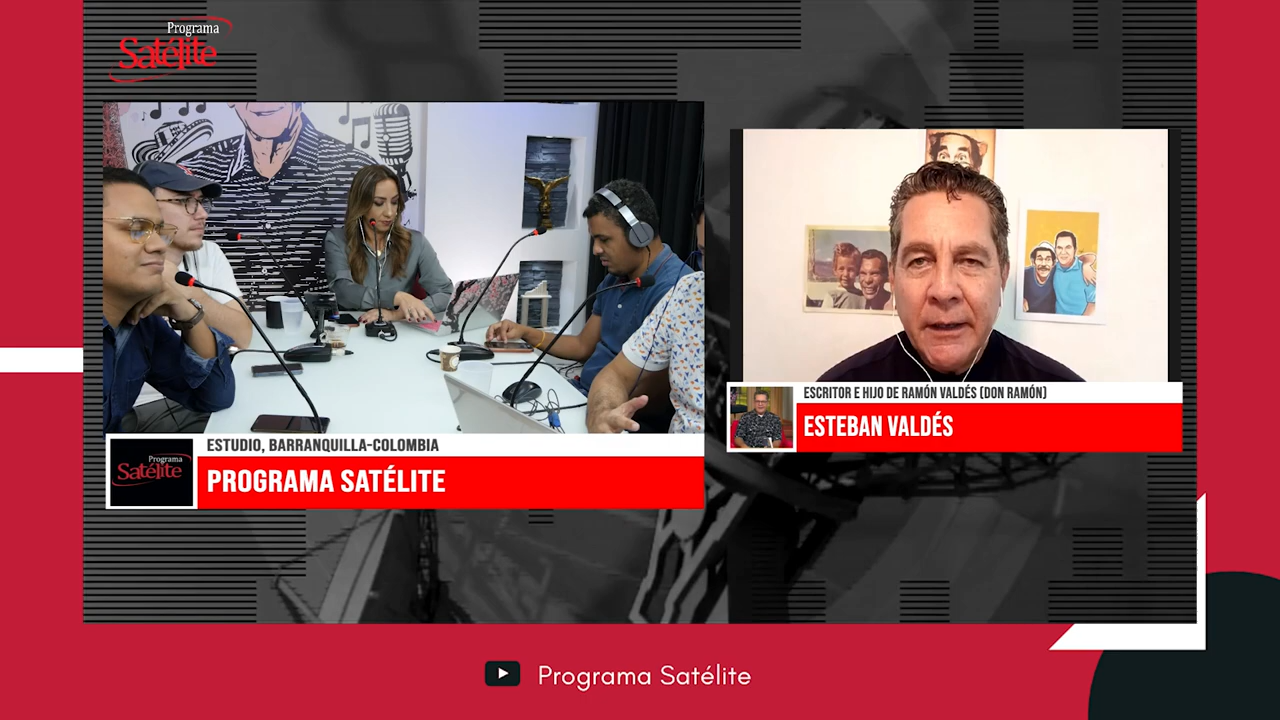 Programa
Satélite
ESTUDIO, BARRANQUILLA-COLOMBIA
PROGRAMA SATÉLITE
Programa
Satélite
ESCRITOR E HIJO DE RAMÓN VALDÉS (DON RAMÓN)
ESTEBAN VALDÉS
Programa Satélite